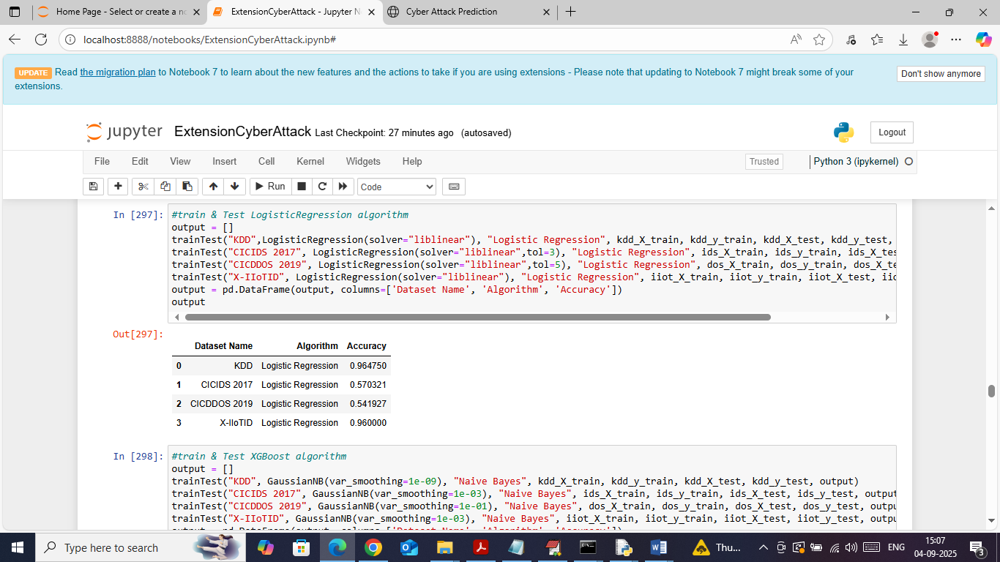 Home Page - Select or create a no
ExtensionCyberAttack - Jupyter N
Cyber Attack Prediction
localhost:8888/notebooks/ExtensionCyberAttack.ipynb#
UPDATE Read the migration plan to Notebook 7 to learn about the new features and the actions to take if you are using extensions - Please note that updating to Notebook 7 might break some of your
extensions.
Don't show anymore
jupyter ExtensionCyberAttack Last Checkpoint: 27 minutes ago (autosaved)
Logout
File Edit View Insert Cell Kernel Widgets Help
Trusted
Python 3 (ipykernel)
Run
Code
In [297]:
#train & Test LogisticRegression algorithm
output = []
trainTest("KDD",LogisticRegression(solver="liblinear"), "Logistic Regression", kdd_X_train, kdd_y_train, kdd_X_test, kdd_y_test,
trainTest("CICIDS 2017", LogisticRegression(solver="liblinear",tol=3), "Logistic Regression", ids_X_train, ids_y_train, ids_X_tes
trainTest("CICDDOS 2019", LogisticRegression(solver="liblinear",tol=5), "Logistic Regression", dos_X_train, dos_y_train, dos_X_te
trainTest("X-IIoTID", LogisticRegression(solver="liblinear"), "Logistic Regression", iiot_X_train, iiot_y_train, iiot_X_test, iio
output = pd.DataFrame(output, columns=['Dataset Name', 'Algorithm', 'Accuracy'])
output
Out[297]:
Dataset Name Algorithm Accuracy
0 KDD Logistic Regression 0.964750
1 CICIDS 2017 Logistic Regression 0.570321
2 CICDDOS 2019 Logistic Regression 0.541927
3 X-IIoTID Logistic Regression 0.960000
In [298]:
#train & Test XGBoost algorithm
output = []
trainTest("KDD", GaussianNB(var_smoothing=1e-09), "Naive Bayes", kdd_X_train, kdd_y_train, kdd_X_test, kdd_y_test, output)
trainTest("CICIDS 2017", GaussianNB(var_smoothing=1e-03), "Naive Bayes", ids_X_train, ids_y_train, ids_X_test, ids_y_test, output
trainTest("CICDDOS 2019", GaussianNB(var_smoothing=1e-01), "Naive Bayes", dos_X_train, dos_y_train, dos_X_test, dos_y_test, outpu
trainTest("X-IIoTID", GaussianNB(var_smoothing=1e-03), "Naive Bayes", iiot_X_train, iiot_y_train, iiot_X_test, iiot_y_test, outpu
output = pd.DataFrame(output, columns=['Dataset Name', 'Algorithm', 'Accuracy'])
Type here to search
Thu...
ENG
15:07
04-09-2025
3